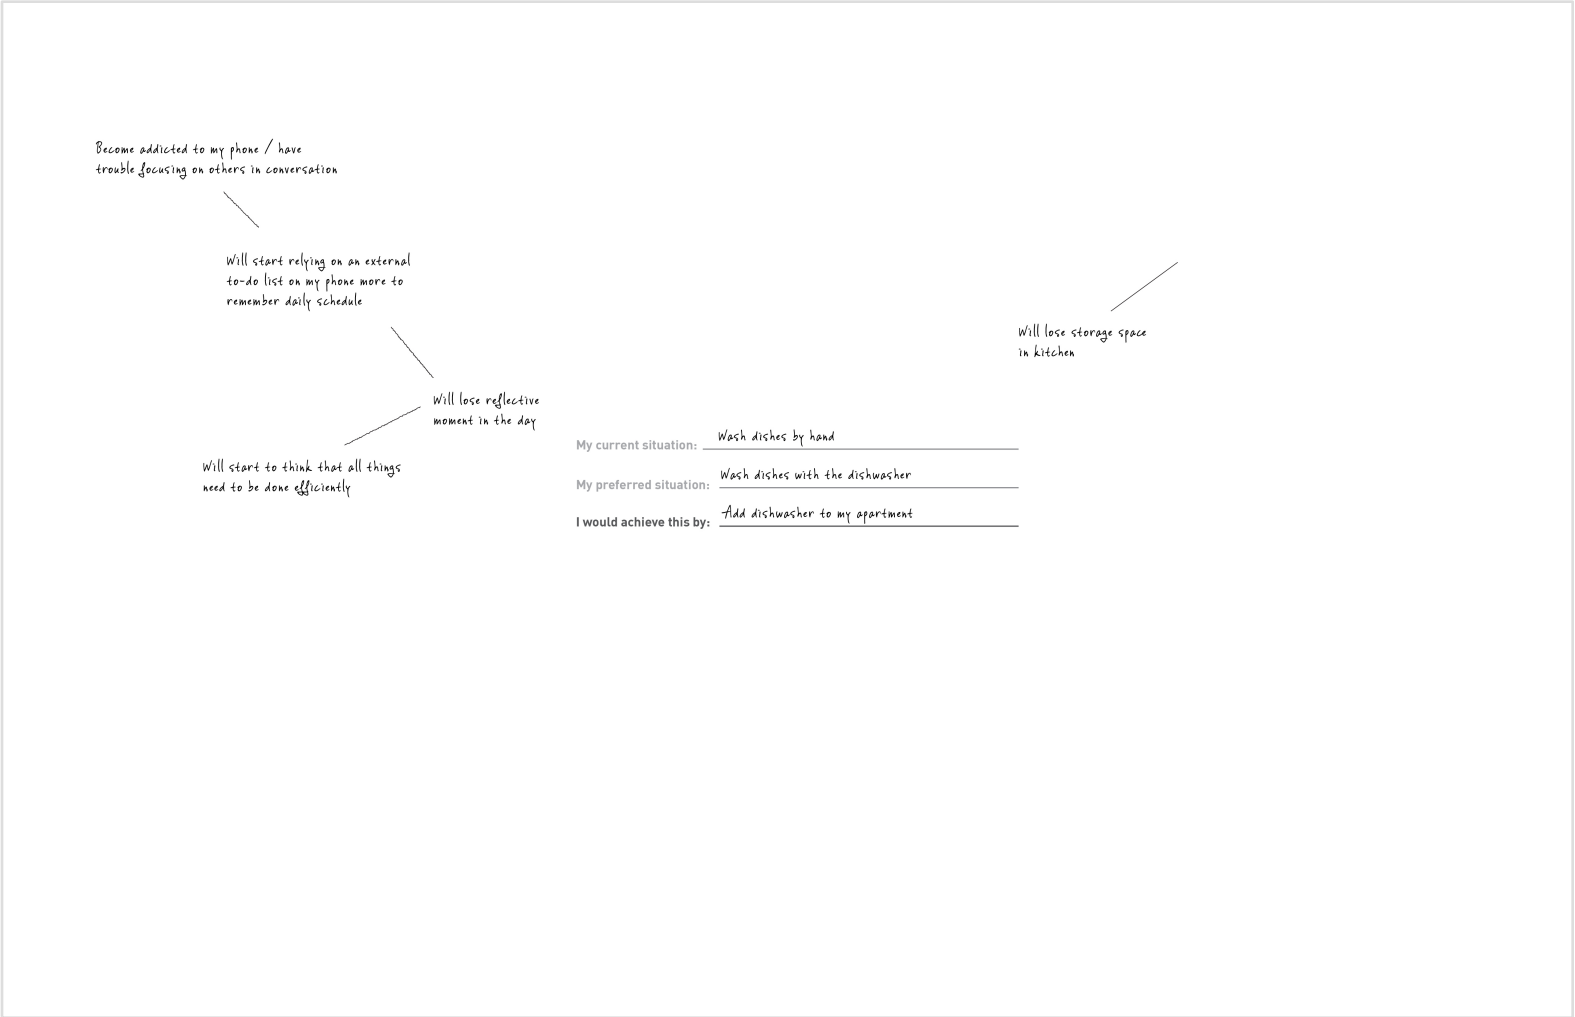 Become addicted to my phone / have
trouble focusing on others in conversation
Will start relying on an external
to-do list on my phone more to
remember daily schedule
Will lose storage space
in kitchen
Will lose reflective
moment in the day
Will start to think that all things
need to be done efficiently
My current situation: Wash dishes by hand
My preferred situation: Wash dishes with the dishwasher
I would achieve this by: Add dishwasher to my apartment